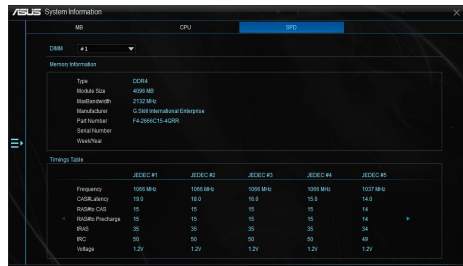 ASUS System Information
MB CPU SPD
DIMM #1
Memory Information
Type DDR4
Module Size 4096 MB
MaxBandwidth 2132 MHz
Manufacturer G.Skill International Enterprise
Part Number F4-2666C15-4GRR
Serial Number
Week/Year
Timings Table
JEDEC #1 JEDEC #2 JEDEC #3 JEDEC #4 JEDEC #5
Frequency 1066 MHz 1066 MHz 1066 MHz 1066 MHz 1037 MHz
CAS#Latency 19.0 18.0 16.0 15.0 14.0
RAS#to CAS 15 15 15 15 14
RAS#to Precharge 15 15 15 15 14
tRAS 35 35 35 35 34
tRC 50 50 50 50 49
Voltage 1.2V 1.2V 1.2V 1.2V 1.2V